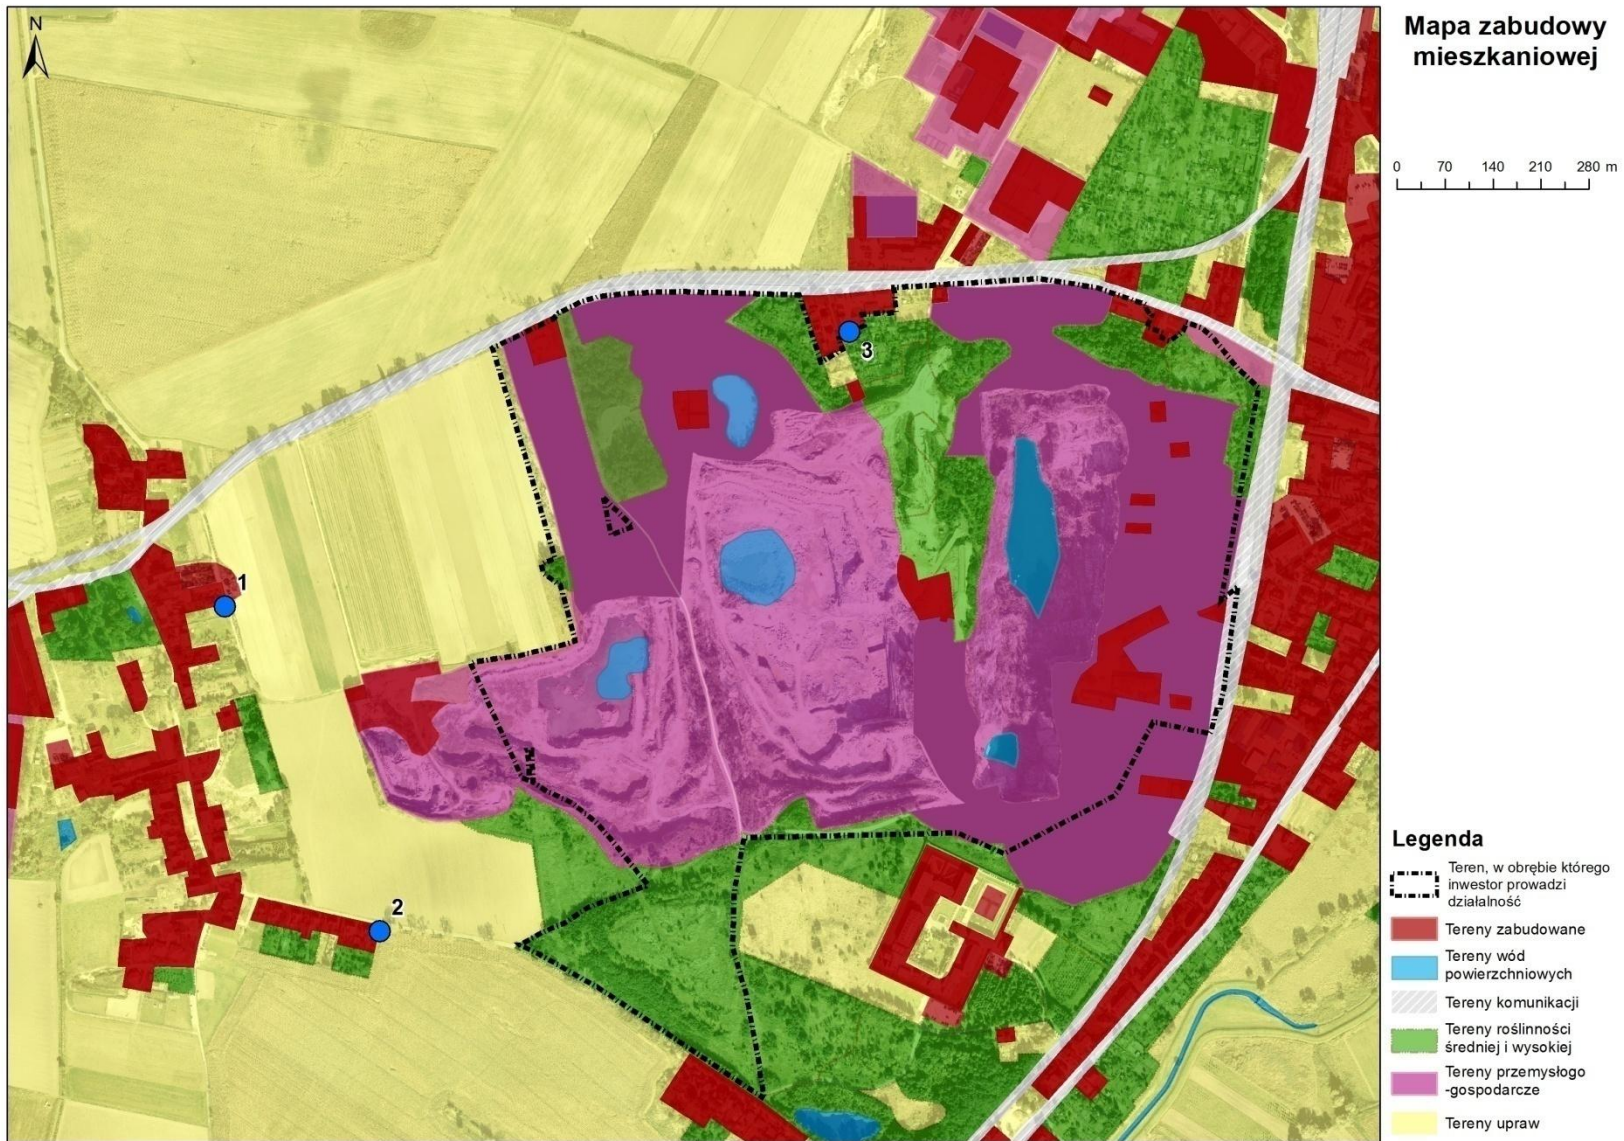 N
Mapa zabudowy
mieszkaniowej
0 70 140 210 280 m
3
1
2
Legenda
Teren, w obrębie którego
inwestor prowadzi
działalność
Tereny zabudowane
Tereny wód
powierzchniowych
Tereny komunikacji
Tereny roślinności
średniej i wysokiej
Tereny przemysłogo
-gospodarcze
Tereny upraw